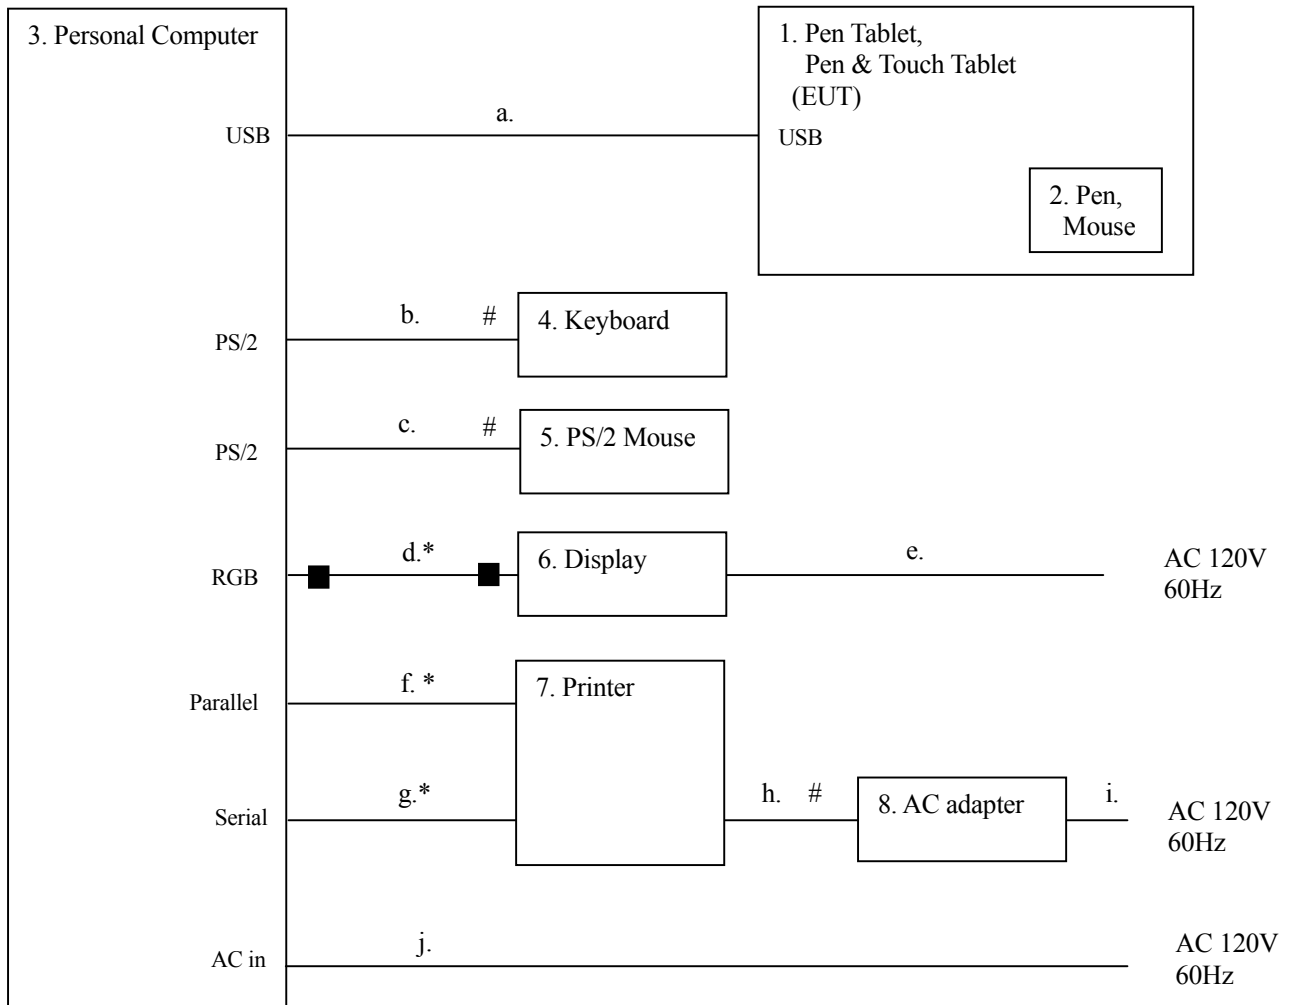 3. Personal Computer
1. Pen Tablet,
Pen & Touch Tablet
(EUT)
a.
USB
USB
2. Pen,
Mouse
b.
#
4. Keyboard
PS/2
c.
#
5. PS/2 Mouse
PS/2
d.*
6. Display
e.
AC 120V
60Hz
RGB
f. *
7. Printer
Parallel
g.*
h.
#
8. AC adapter
i.
AC 120V
60Hz
Serial
j.
AC in
AC 120V
60Hz